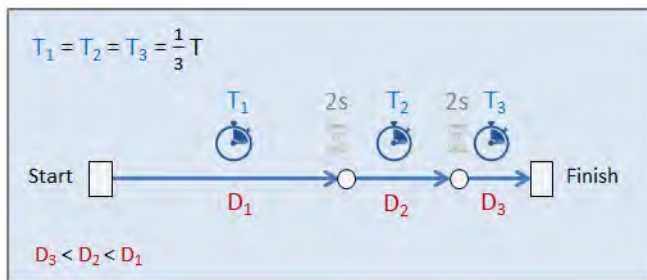 T₁ = T₂ = T₃ = 1/3 T
T₁ 2s T₂ 2s T₃
Start Finish
D₁ D₂ D₃
D₃ < D₂ < D₁